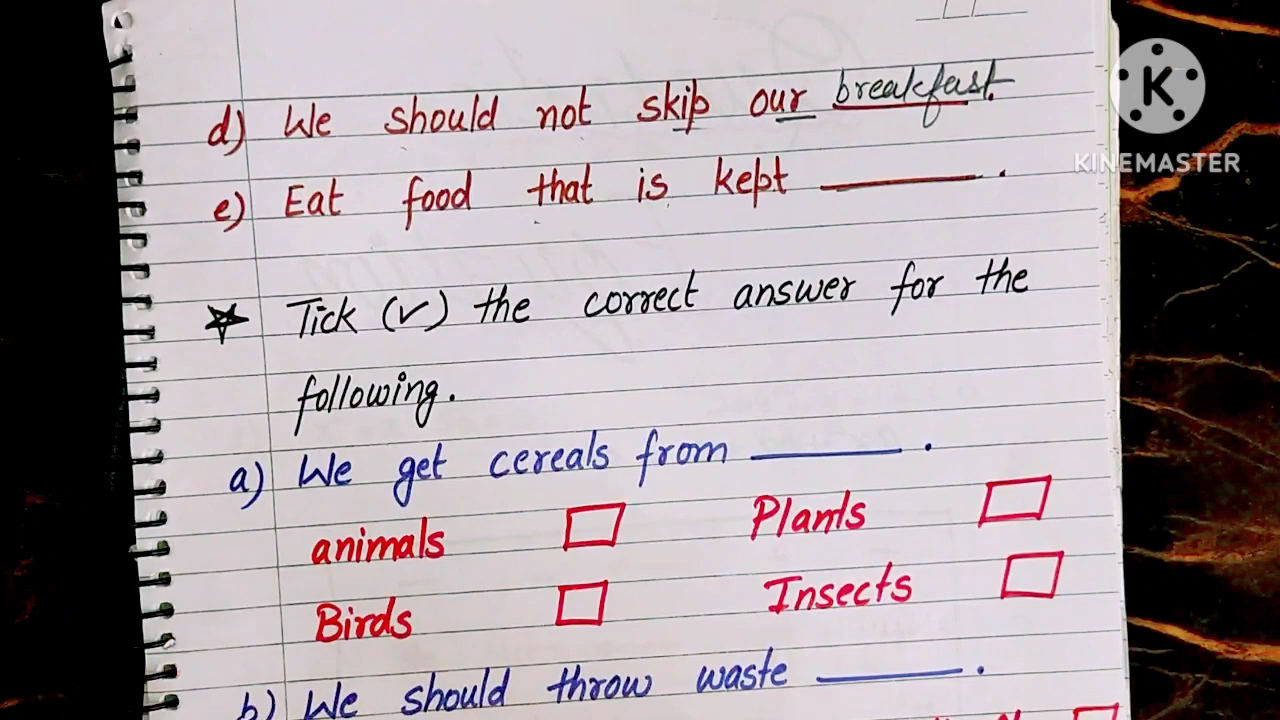 d) We should not skip our breakfast.
e) Eat food that is kept ______.
K
KINEMASTER
☆ Tick (✓) the correct answer for the
following.
a) We get cereals from ______.
animals □ Plants □
Birds □ Insects □
b) We should throw waste ______.